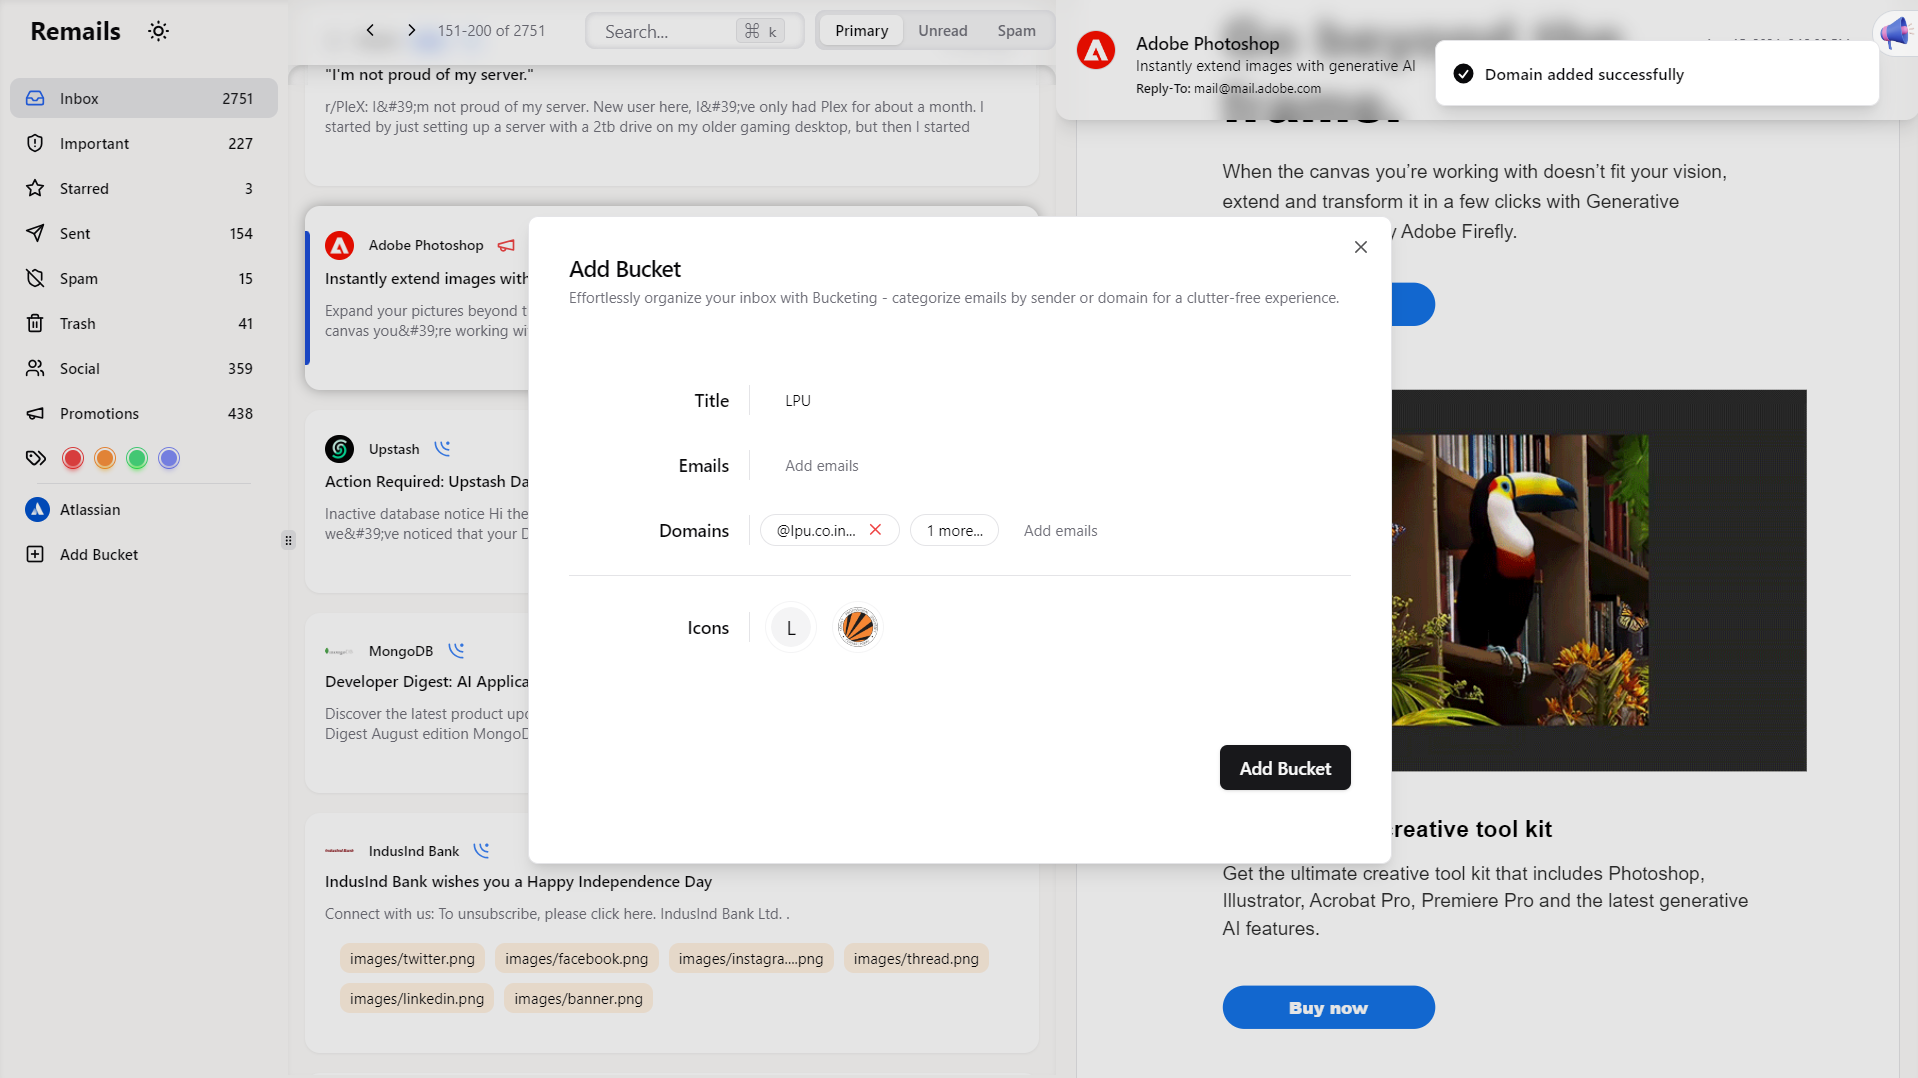 Remails
Inbox 2751
Important 227
Starred 3
Sent 154
Spam 15
Trash 41
Social 359
Promotions 438
Atlassian
Add Bucket
151-200 of 2751
Search...
⌘ k
Primary
Unread
Spam
"I'm not proud of my server."
r/PleX: I&#39;m not proud of my server. New user here, I&#39;ve only had Plex for about a month. I
started by just setting up a server with a 2tb drive on my older gaming desktop, but then I started
Adobe Photoshop
Instantly extend images with
Expand your pictures beyond t
canvas you&#39;re working wi
Upstash
Action Required: Upstash Da
Inactive database notice Hi the
we&#39;ve noticed that your D
MongoDB
Developer Digest: AI Applica
Discover the latest product upd
Digest August edition MongoD
IndusInd Bank
IndusInd Bank wishes you a Happy Independence Day
Connect with us: To unsubscribe, please click here. IndusInd Bank Ltd. .
images/twitter.png
images/facebook.png
images/instagra....png
images/thread.png
images/linkedin.png
images/banner.png
Adobe Photoshop
Instantly extend images with generative AI
Reply-To: mail@mail.adobe.com
Domain added successfully
Go beyond the
frame.
When the canvas you’re working with doesn’t fit your vision,
extend and transform it in a few clicks with Generative
y Adobe Firefly.
Add Bucket
Effortlessly organize your inbox with Bucketing - categorize emails by sender or domain for a clutter-free experience.
Title
LPU
Emails
Add emails
Domains
@lpu.co.in...
1 more...
Add emails
Icons
L
Add Bucket
reative tool kit
Get the ultimate creative tool kit that includes Photoshop,
Illustrator, Acrobat Pro, Premiere Pro and the latest generative
AI features.
Buy now